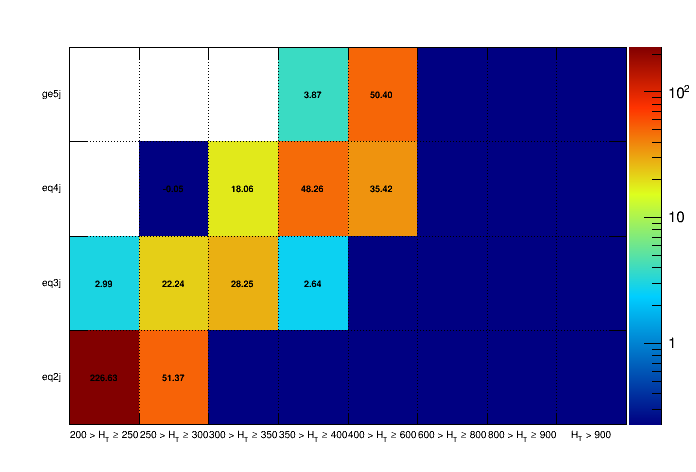 ge5j 3.87 50.40
10²
eq4j 18.06 48.26 35.42
10
eq3j 2.99 22.24 28.25 2.64
1
eq2j 226.63 51.37
200 > H_T ≥ 250 250 > H_T ≥ 300 300 > H_T ≥ 350 350 > H_T ≥ 400 400 > H_T ≥ 600 600 > H_T ≥ 800 800 > H_T ≥ 900 H_T > 900